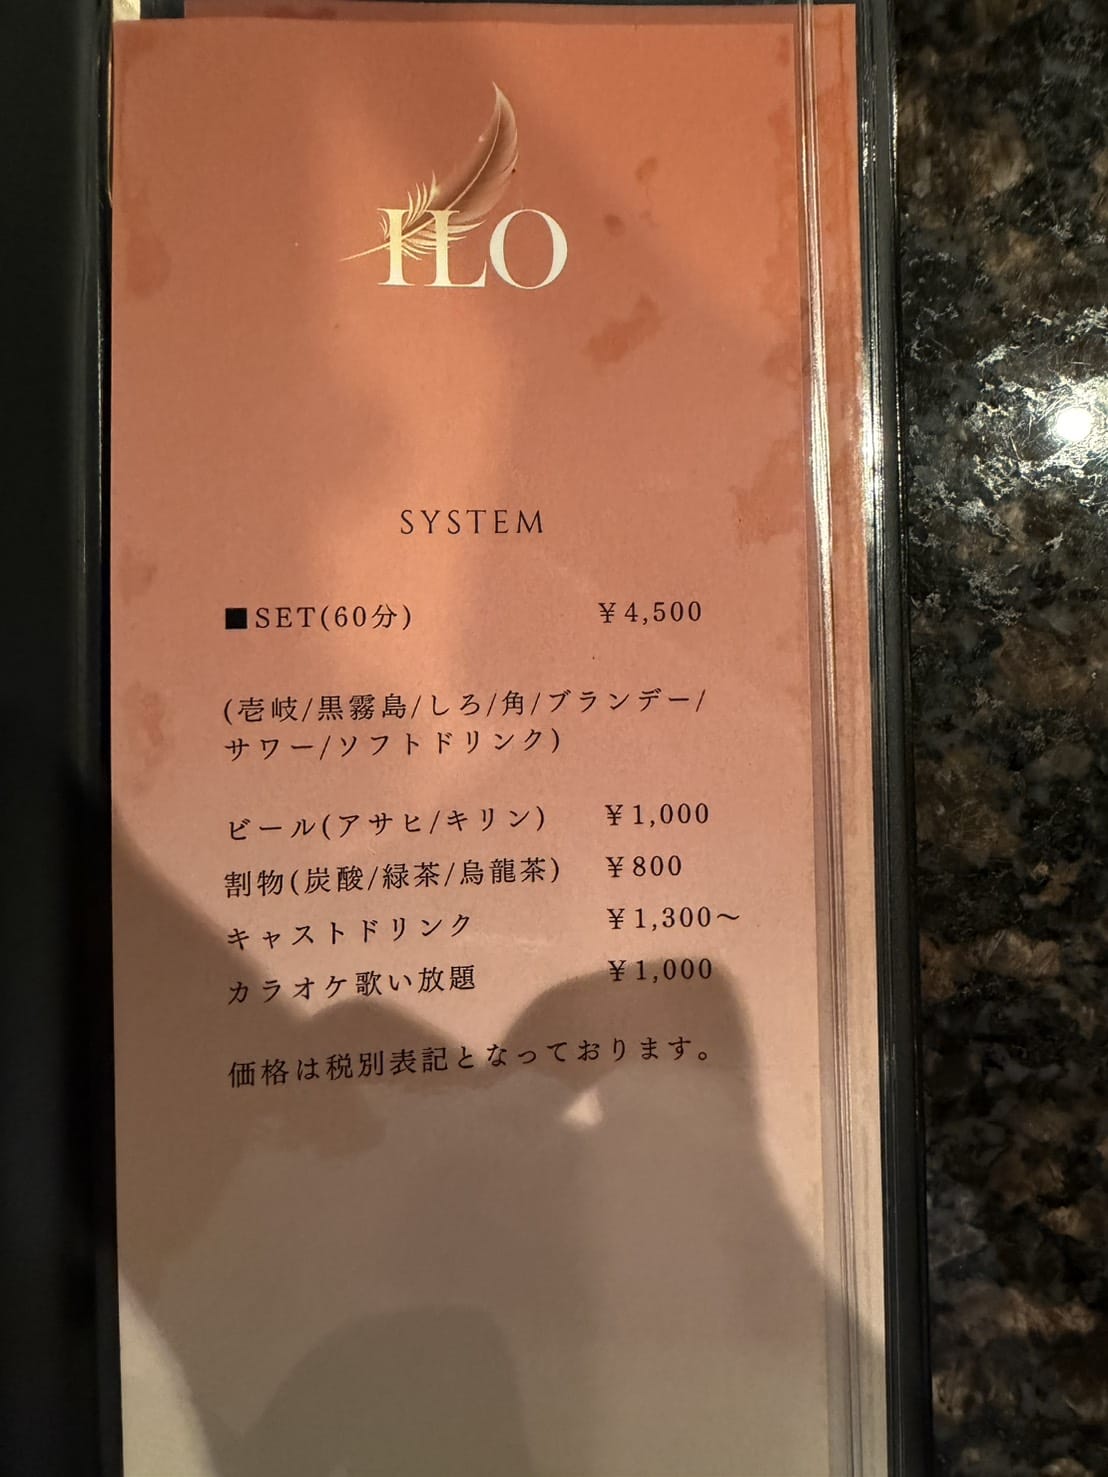 ILO
SYSTEM
■SET(60分) ￥4,500
(壱岐/黒霧島/しろ/角/ブランデー/
サワー/ソフトドリンク)
ビール(アサヒ/キリン) ￥1,000
割物(炭酸/緑茶/烏龍茶) ￥800
キャストドリンク ￥1,300〜
カラオケ歌い放題 ￥1,000
価格は税別表記となっております。